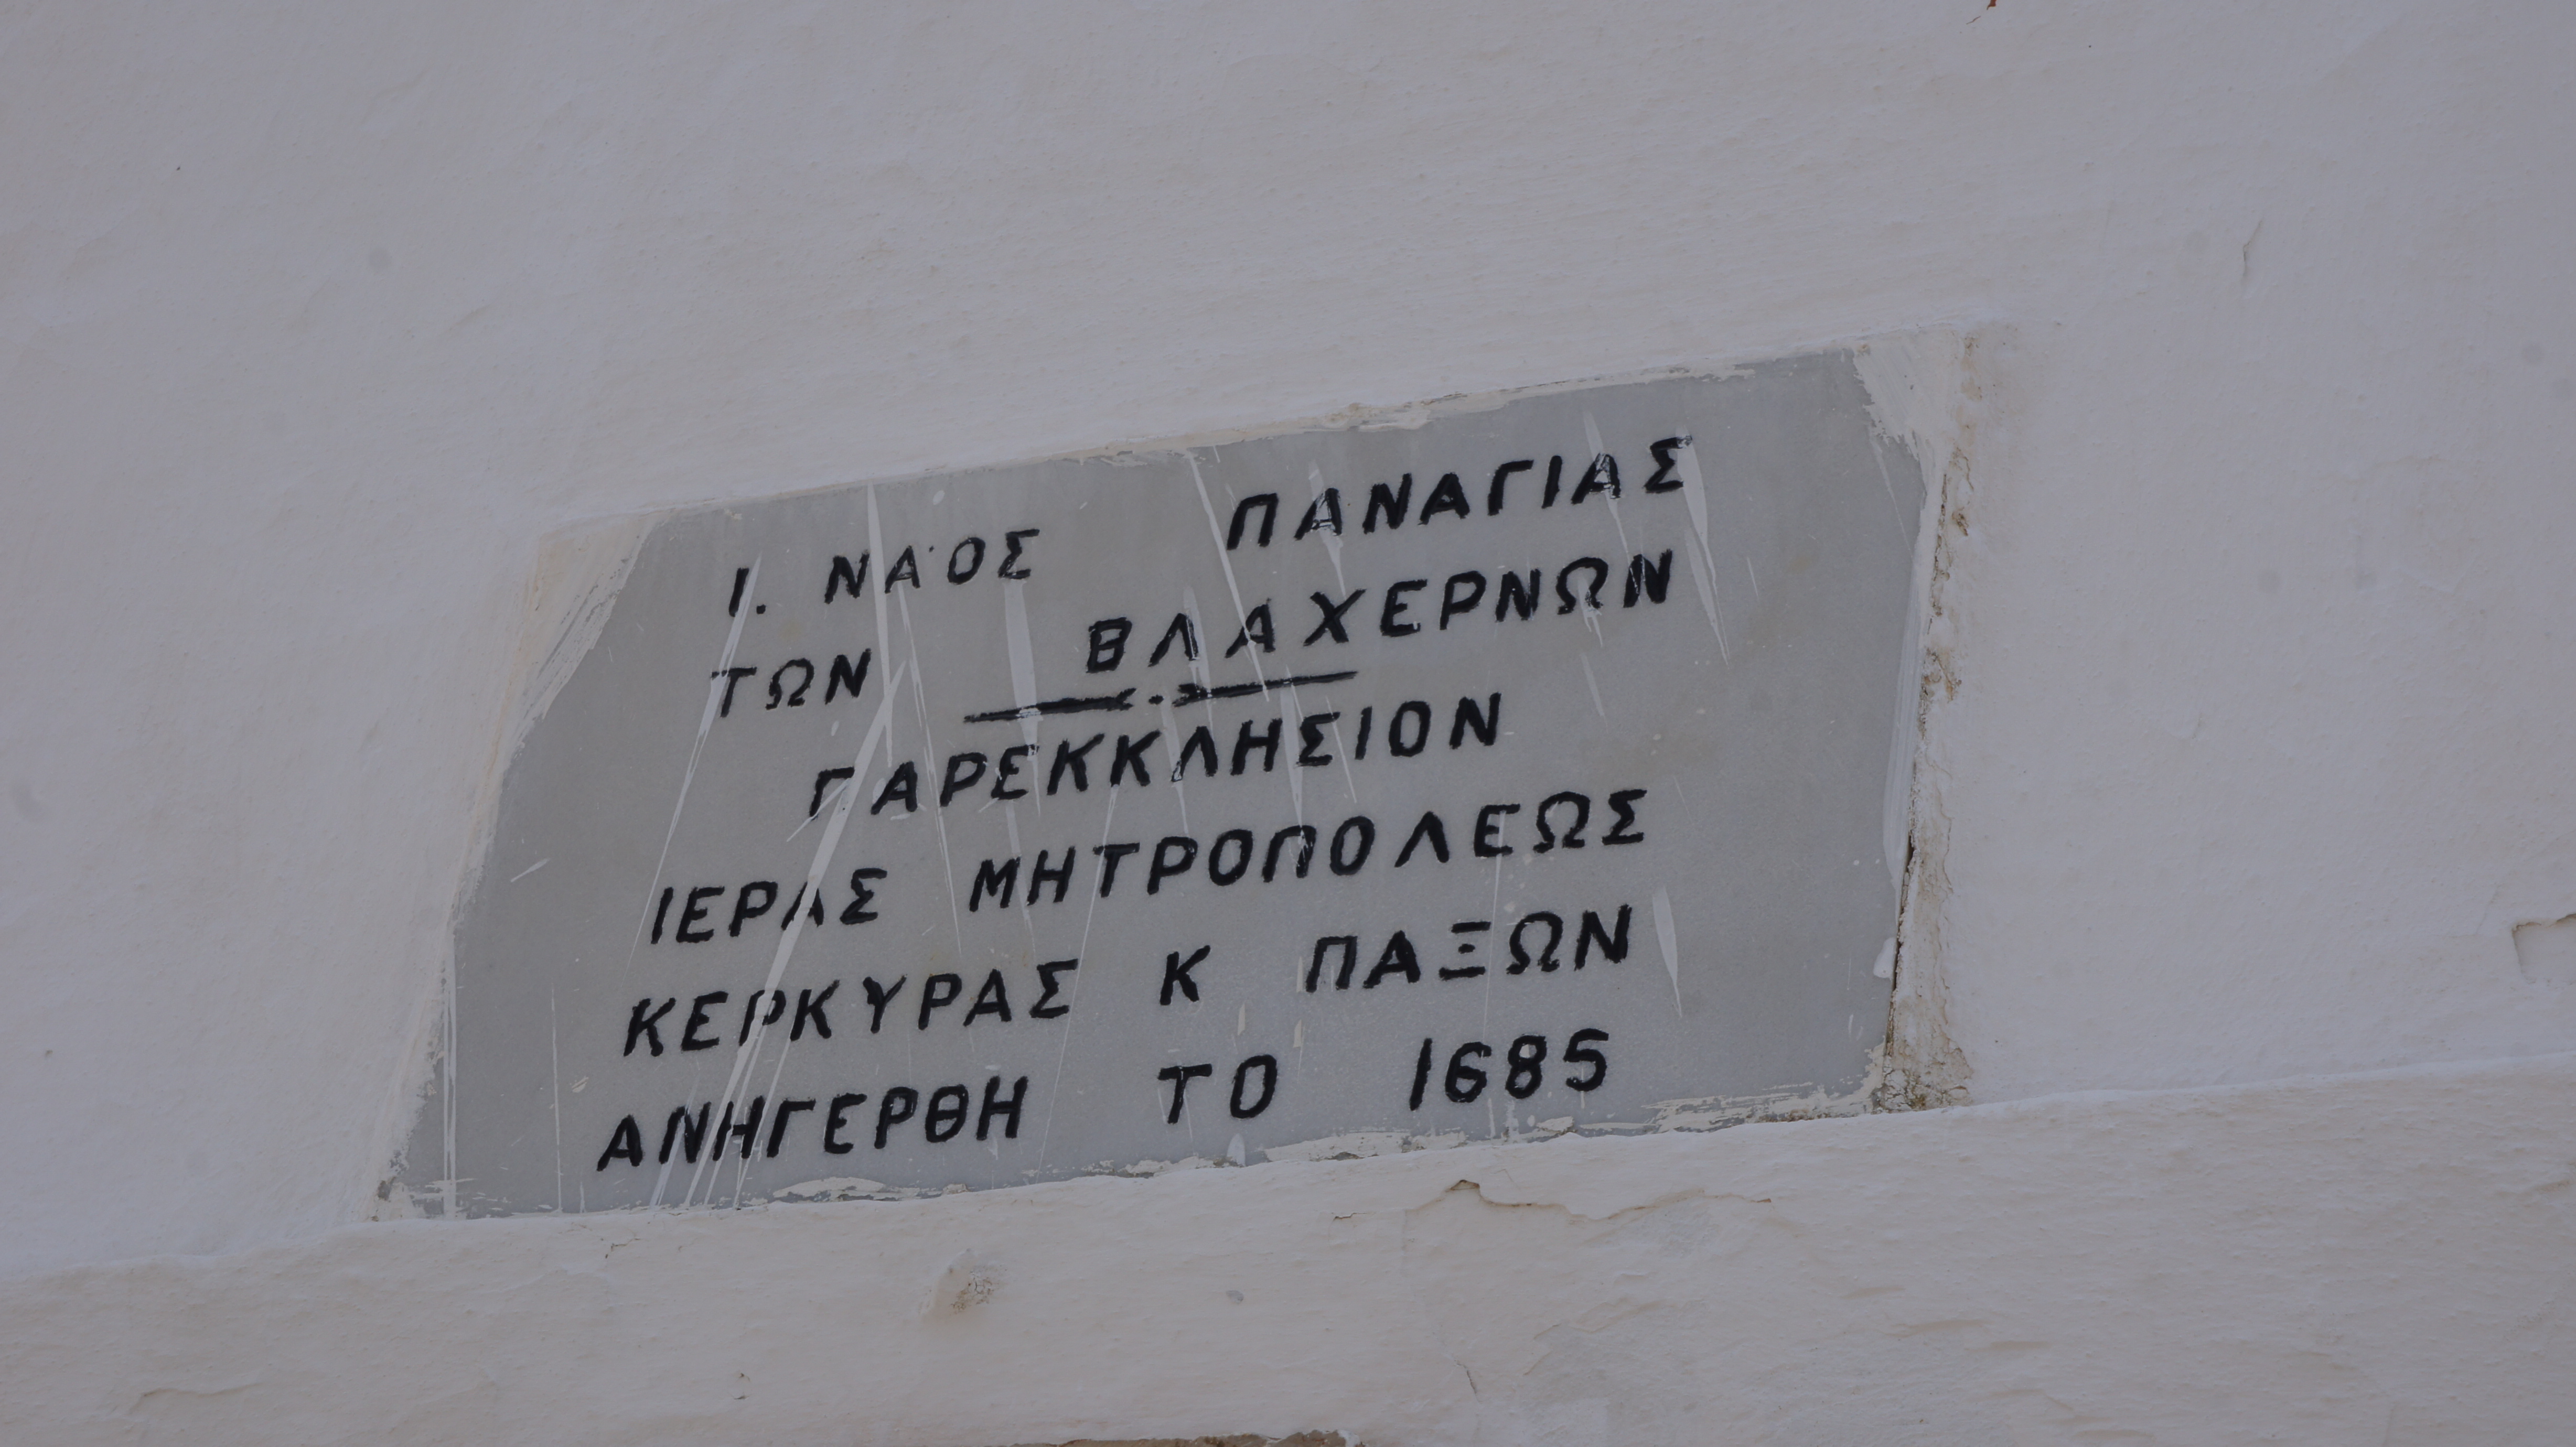 Ι. ΝΑΟΣ ΠΑΝΑΓΙΑΣ
ΤΩΝ ΒΛΑΧΕΡΝΩΝ
ΠΑΡΕΚΚΛΗΣΙΟΝ
ΙΕΡΑΣ ΜΗΤΡΟΠΟΛΕΩΣ
ΚΕΡΚΥΡΑΣ Κ ΠΑΞΩΝ
ΑΝΗΓΕΡΘΗ ΤΟ 1685